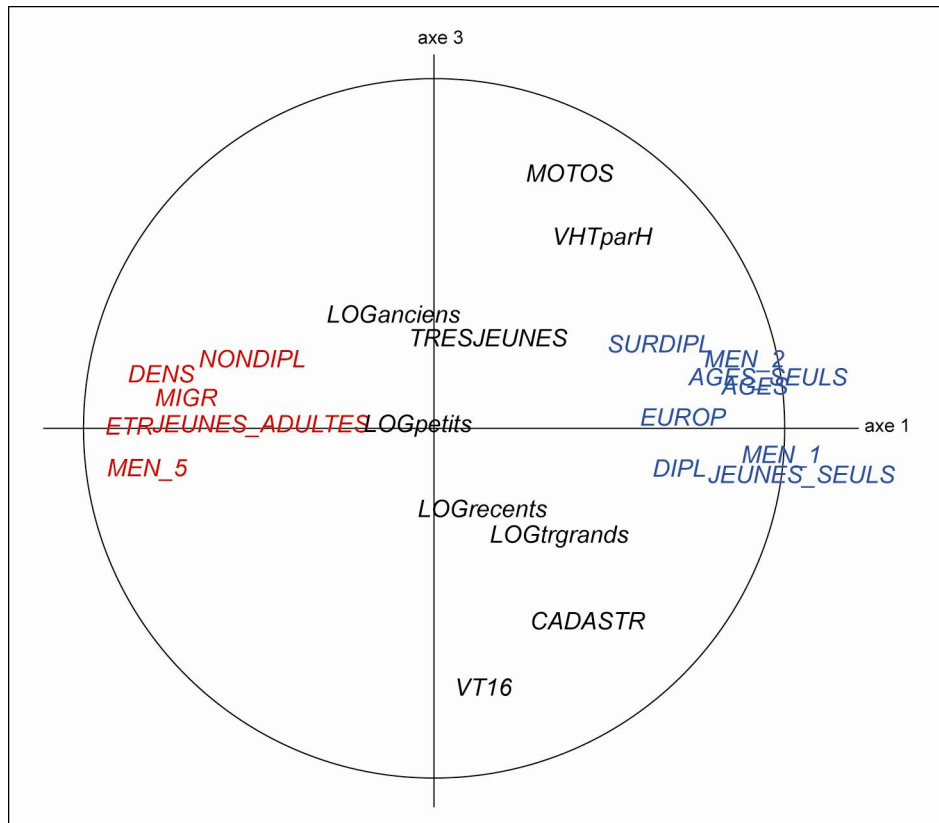 axe 3
MOTOS
VHTparH
LOGanciens
TRESJEUNES
SURDIPL
MEN_2
NONDIPL
DENS
AGES_SEULS
AGES
MIGR
EUROP
ETR
JEUNES_ADULTES
LOGpetits
axe 1
MEN_1
MEN_5
DIPL
JEUNES_SEULS
LOGrecents
LOGtrgrands
CADASTR
VT16